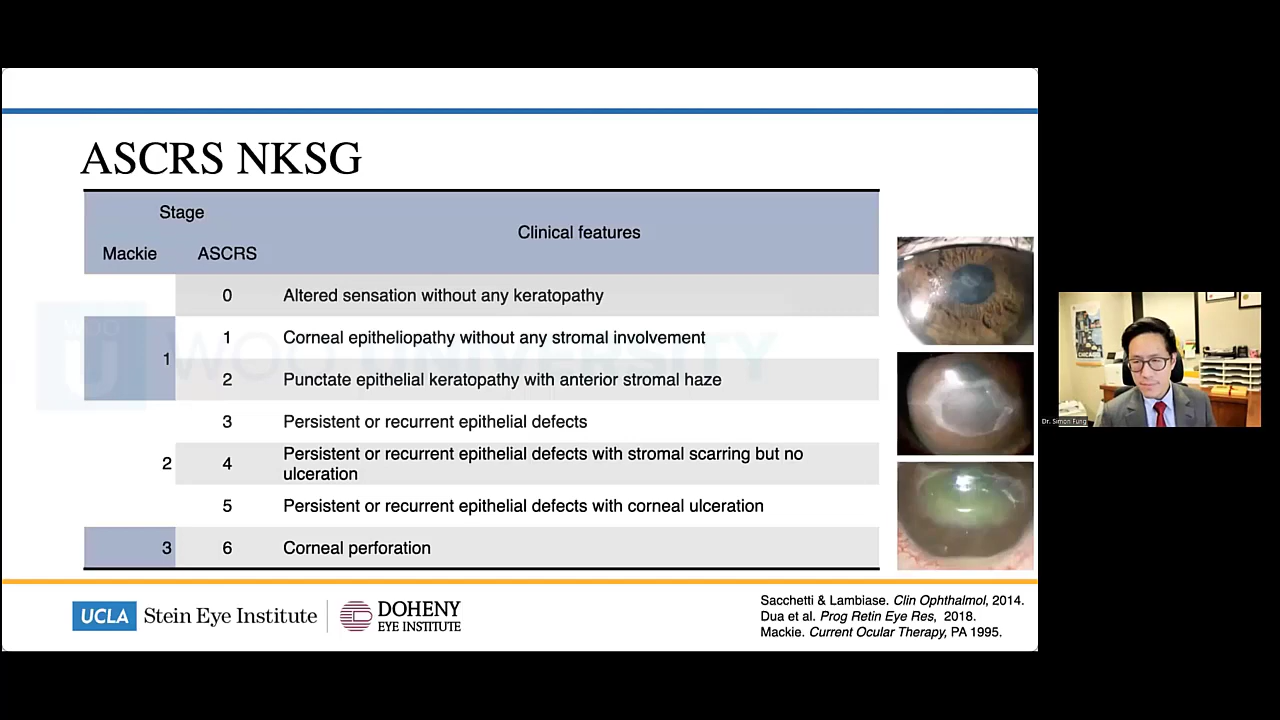 ASCRS NKSG
Stage
Clinical features
Mackie ASCRS
0 Altered sensation without any keratopathy
1
1 Corneal epitheliopathy without any stromal involvement
2 Punctate epithelial keratopathy with anterior stromal haze
3 Persistent or recurrent epithelial defects
2 4 Persistent or recurrent epithelial defects with stromal scarring but no
ulceration
5 Persistent or recurrent epithelial defects with corneal ulceration
3 6 Corneal perforation
UCLA Stein Eye Institute
DOHENY
EYE INSTITUTE
Sacchetti & Lambiase. Clin Ophthalmol, 2014.
Dua et al. Prog Retin Eye Res, 2018.
Mackie. Current Ocular Therapy, PA 1995.
Dr. Simon Fung